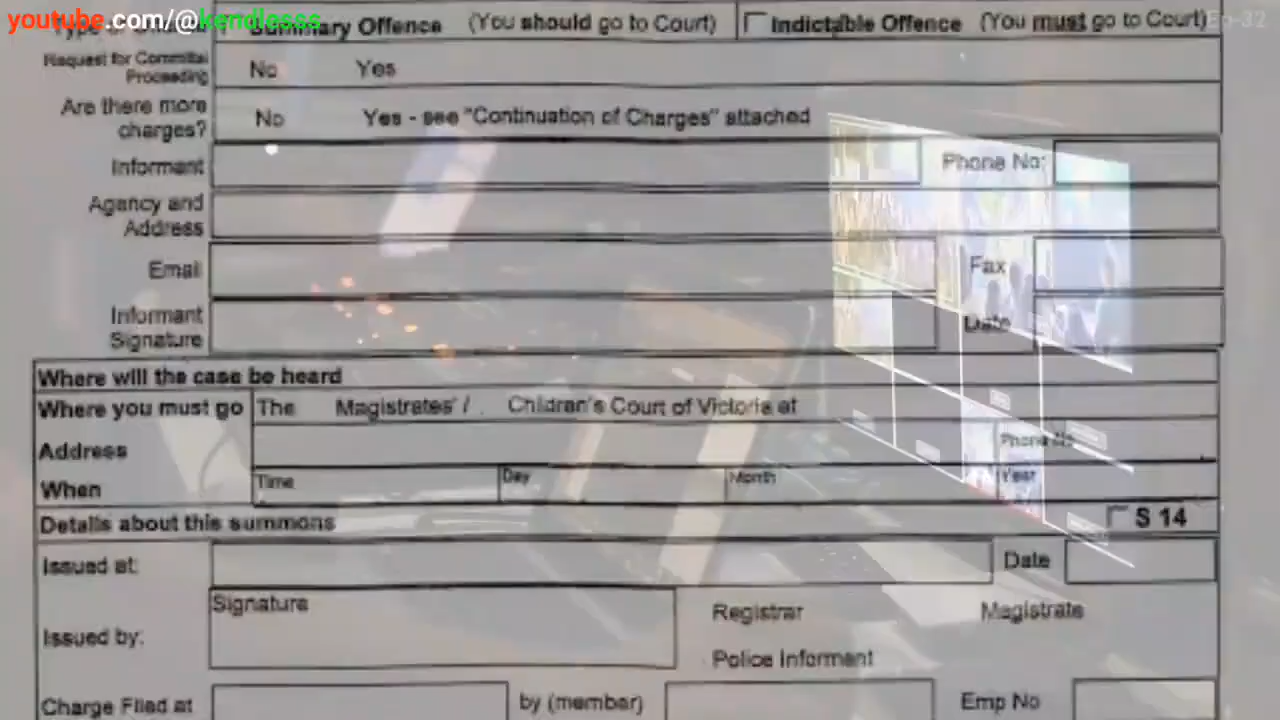 youtube.com/@kendlesss
Summary Offence (You should go to Court) Indictable Offence (You must go to Court)
Ep-32
Request for Committal Proceeding No Yes
Are there more charges? No Yes - see "Continuation of Charges" attached
Informant Phone No:
Agency and Address
Email Fax
Informant Signature Date
Where will the case be heard
Where you must go The Magistrates' / Children's Court of Victoria at
Address Phone No
When Time Day Month Year
Details about this summons S 14
Issued at: Date
Issued by: Signature Registrar Magistrate
Police Informant
Charge Filed at by (member) Emp No